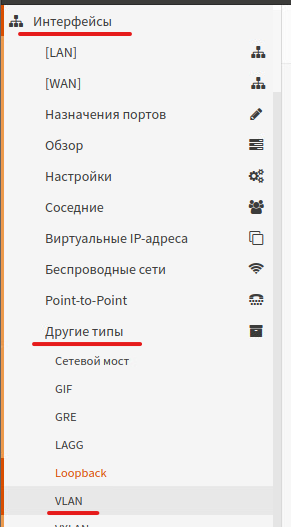 Интерфейсы
[LAN]
[WAN]
Назначения портов
Обзор
Настройки
Соседние
Виртуальные IP-адреса
Беспроводные сети
Point-to-Point
Другие типы
Сетевой мост
GIF
GRE
LAGG
Loopback
VLAN
VXLAN